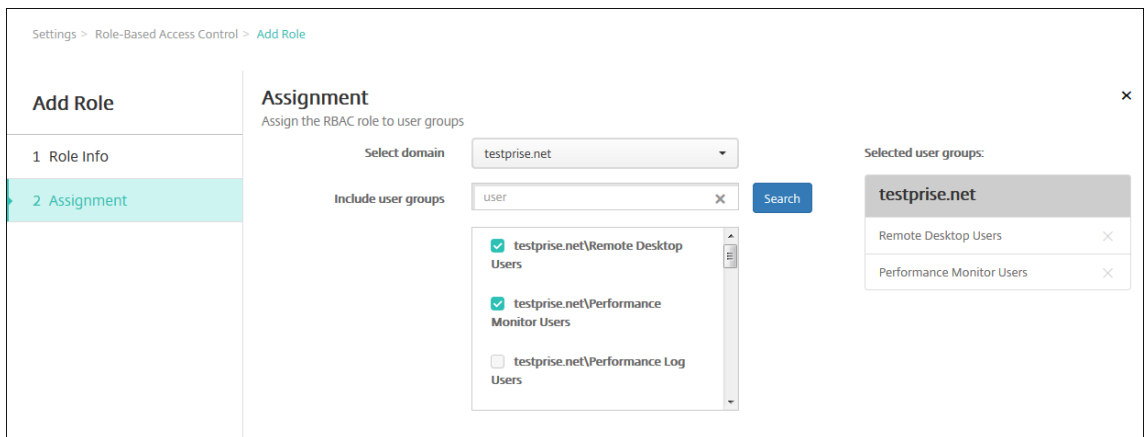 Settings > Role-Based Access Control > Add Role
Add Role
1 Role Info
2 Assignment
Assignment
Assign the RBAC role to user groups
Select domain
testprise.net
Include user groups
user
Search
testprise.net\Remote Desktop
Users
testprise.net\Performance
Monitor Users
testprise.net\Performance Log
Users
Selected user groups:
testprise.net
Remote Desktop Users
Performance Monitor Users